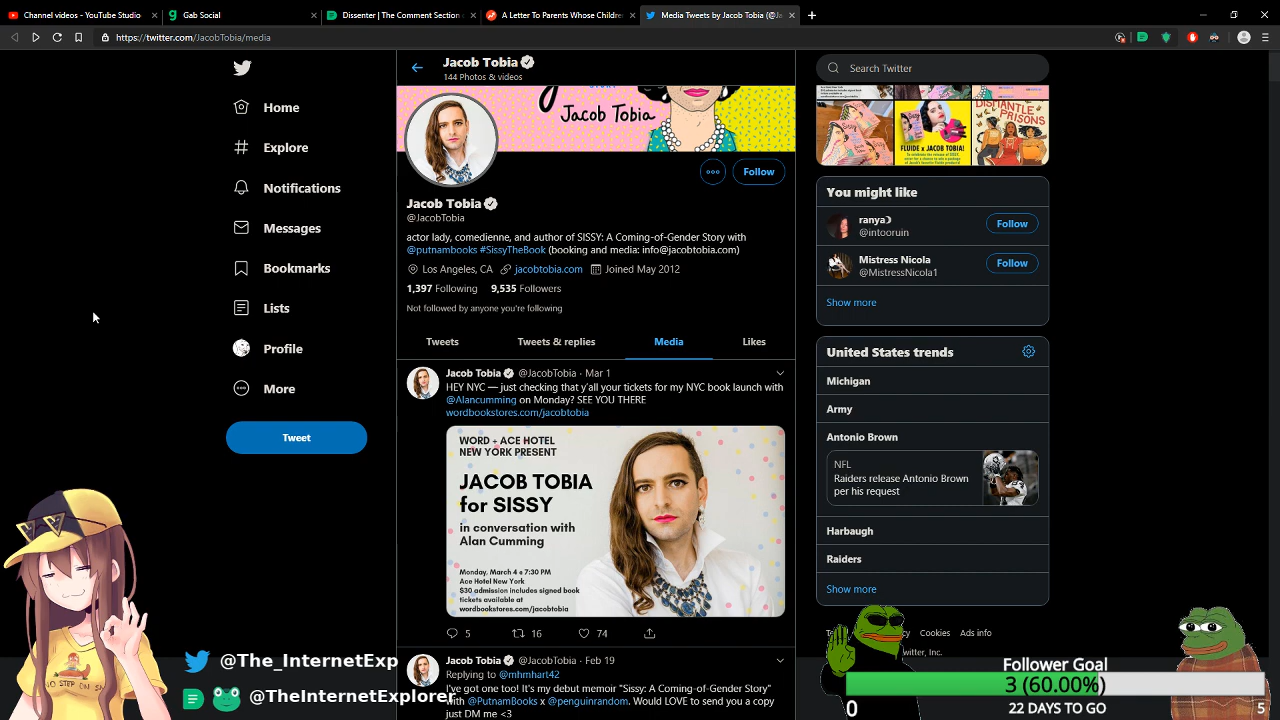 Channel videos - YouTube Studio
Gab Social
Dissenter | The Comment Section
A Letter To Parents Whose Childre
Media Tweets by Jacob Tobia (@Ja
https://twitter.com/JacobTobia/media
Home
Explore
Notifications
Messages
Bookmarks
Lists
Profile
More
Tweet
Jacob Tobia
144 Photos & videos
Jacob Tobia
Follow
Jacob Tobia
@JacobTobia
actor lady, comedienne, and author of SISSY: A Coming-of-Gender Story with
@putnambooks #SissyTheBook (booking and media: info@jacobtobia.com)
Los Angeles, CA jacobtobia.com Joined May 2012
1,397 Following 9,535 Followers
Not followed by anyone you're following
Tweets Tweets & replies Media Likes
Jacob Tobia @JacobTobia · Mar 1
HEY NYC — just checking that y'all your tickets for my NYC book launch with
@Alancumming on Monday? SEE YOU THERE
wordbookstores.com/jacobtobia
WORD + ACE HOTEL
NEW YORK PRESENT
JACOB TOBIA
for SISSY
in conversation with
Alan Cumming
Monday, March 4 @ 7:30 PM
Ace Hotel New York
$30 admission includes signed book
tickets available at
wordbookstores.com/jacobtobia
5 16 74
Jacob Tobia @JacobTobia · Feb 19
Replying to @mhmhart42
I've got one too! It's my debut memoir "Sissy: A Coming-of-Gender Story"
with @PutnamBooks x @penguinrandom. Would LOVE to send you a copy
just DM me <3
Search Twitter
FLUIDE x JACOB TOBIA!
DISMANTLE
PRISONS
You might like
ranya
@intooruin
Follow
Mistress Nicola
@MistressNicola1
Follow
Show more
United States trends
Michigan
Army
Antonio Brown
NFL
Raiders release Antonio Brown
per his request
Harbaugh
Raiders
Show more
Cookies Ads info
witter, Inc.
@The_InternetExp
@TheInternetExplorer
Follower Goal
3 (60.00%)
0 22 DAYS TO GO 5